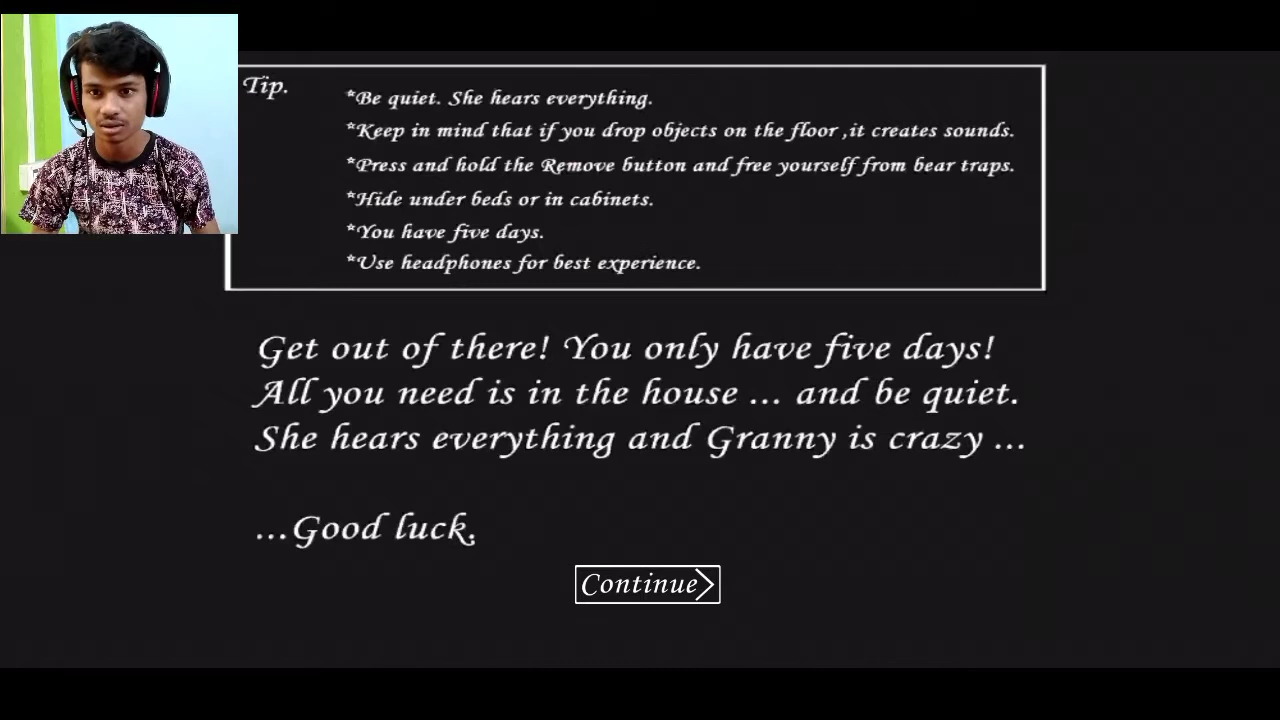 Tip.
*Be quiet. She hears everything.
*Keep in mind that if you drop objects on the floor ,it creates sounds.
*Press and hold the Remove button and free yourself from bear traps.
*Hide under beds or in cabinets.
*You have five days.
*Use headphones for best experience.
Get out of there! You only have five days!
All you need is in the house ... and be quiet.
She hears everything and Granny is crazy ...
...Good luck.
Continue>